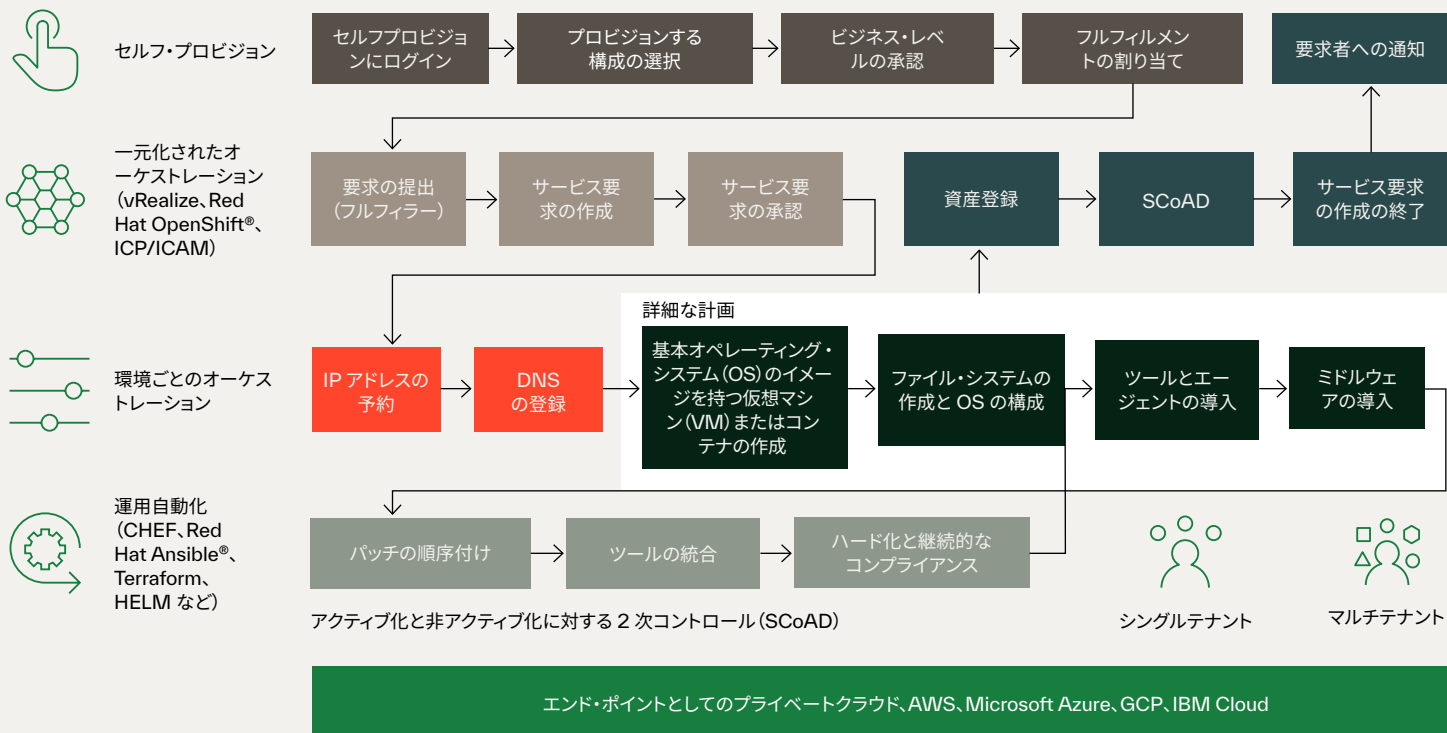 セルフ・プロビジョン
セルフプロビジョ
ンにログイン
プロビジョンする
構成の選択
ビジネス・レベ
ルの承認
フルフィルメン
トの割り当て
要求者への通知
一元化されたオ
ーケストレーション
(vRealize、Red
Hat OpenShift®、
ICP/ICAM)
要求の提出
(フルフィラー)
サービス要
求の作成
サービス要
求の承認
資産登録
SCoAD
サービス要求
の作成の終了
環境ごとのオーケス
トレーション
IP アドレスの
予約
DNS
の登録
詳細な計画
基本オペレーティング・
システム(OS)のイメー
ジを持つ仮想マシ
ン(VM)またはコン
テナの作成
ファイル・システムの
作成と OS の構成
ツールとエー
ジェントの導入
ミドルウェ
アの導入
運用自動化
(CHEF、Red
Hat Ansible®、
Terraform、
HELM など)
パッチの順序付け
ツールの統合
ハード化と継続的な
コンプライアンス
アクティブ化と非アクティブ化に対する 2 次コントロール(SCoAD)
シングルテナント
マルチテナント
エンド・ポイントとしてのプライベートクラウド、AWS、Microsoft Azure、GCP、IBM Cloud